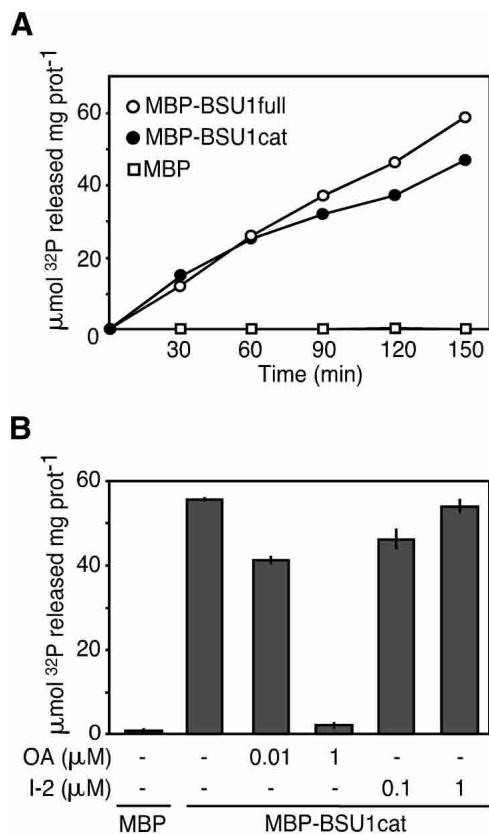 A
μmol ³²P released mg prot⁻¹
60
40
20
0
MBP-BSU1full
MBP-BSU1cat
MBP
30 60 90 120 150
Time (min)
B
μmol ³²P released mg prot⁻¹
60
40
20
0
OA (μM) - - 0.01 1 - -
I-2 (μM) - - - - 0.1 1
MBP MBP-BSU1cat